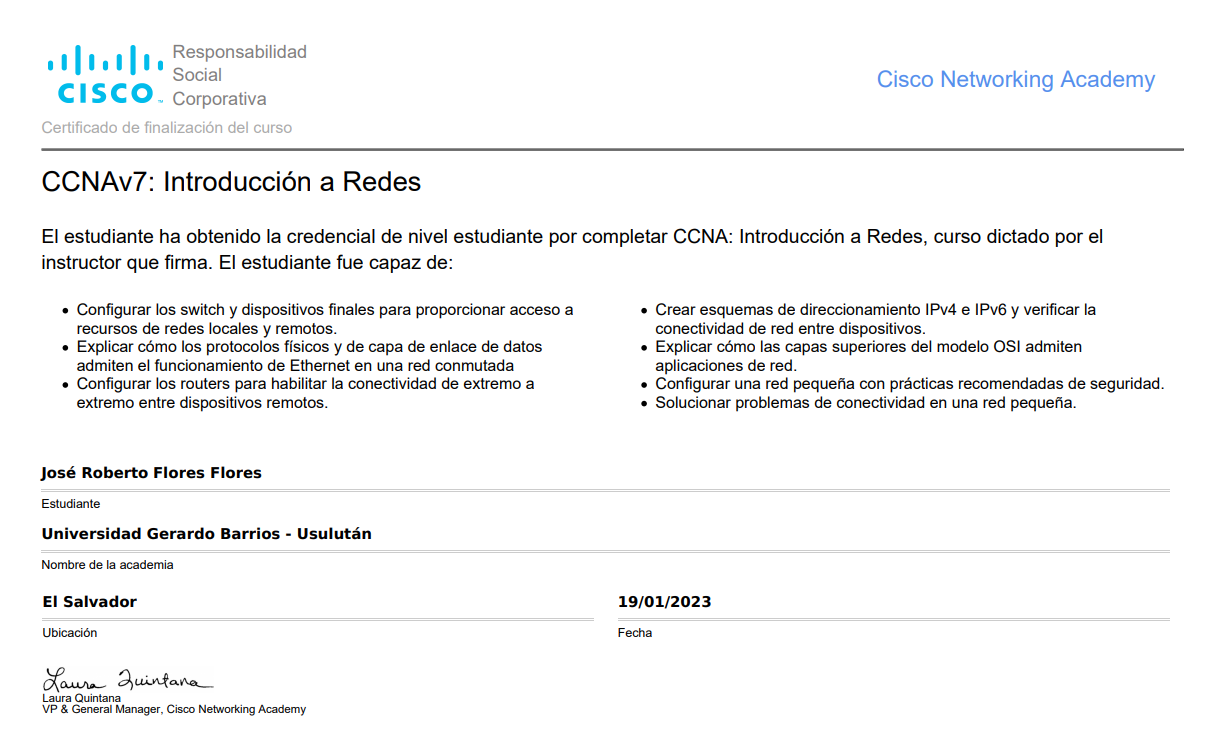 CISCO
Responsabilidad
Social
Corporativa
Cisco Networking Academy
Certificado de finalización del curso
CCNAv7: Introducción a Redes
El estudiante ha obtenido la credencial de nivel estudiante por completar CCNA: Introducción a Redes, curso dictado por el
instructor que firma. El estudiante fue capaz de:
• Configurar los switch y dispositivos finales para proporcionar acceso a
recursos de redes locales y remotos.
• Explicar cómo los protocolos físicos y de capa de enlace de datos
admiten el funcionamiento de Ethernet en una red conmutada
• Configurar los routers para habilitar la conectividad de extremo a
extremo entre dispositivos remotos.
• Crear esquemas de direccionamiento IPv4 e IPv6 y verificar la
conectividad de red entre dispositivos.
• Explicar cómo las capas superiores del modelo OSI admiten
aplicaciones de red.
• Configurar una red pequeña con prácticas recomendadas de seguridad.
• Solucionar problemas de conectividad en una red pequeña.
José Roberto Flores Flores
Estudiante
Universidad Gerardo Barrios - Usulután
Nombre de la academia
El Salvador
Ubicación
19/01/2023
Fecha
Laura Quintana
Laura Quintana
VP & General Manager, Cisco Networking Academy